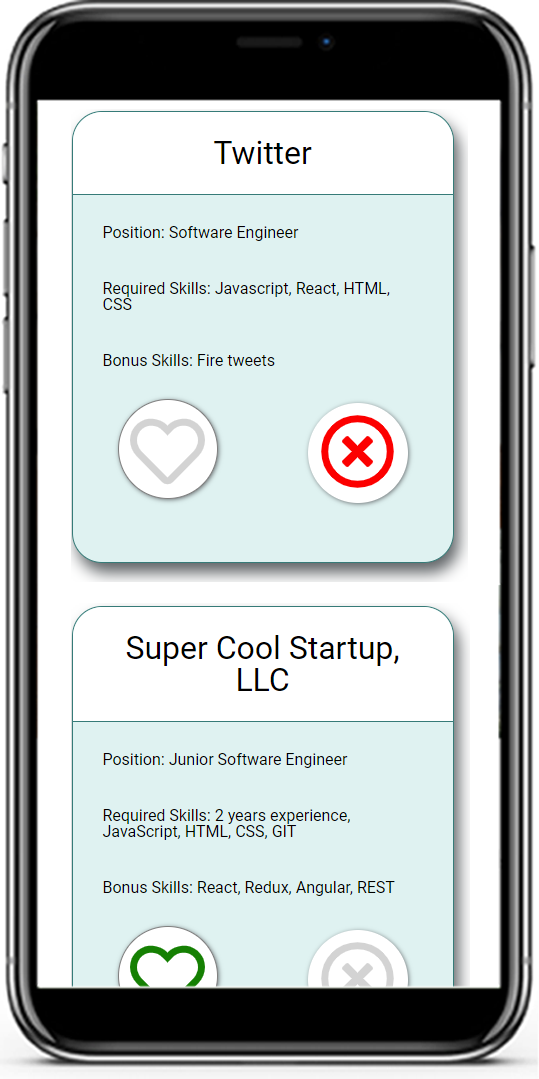 Twitter
Position: Software Engineer
Required Skills: Javascript, React, HTML,
CSS
Bonus Skills: Fire tweets
Super Cool Startup,
LLC
Position: Junior Software Engineer
Required Skills: 2 years experience,
JavaScript, HTML, CSS, GIT
Bonus Skills: React, Redux, Angular, REST